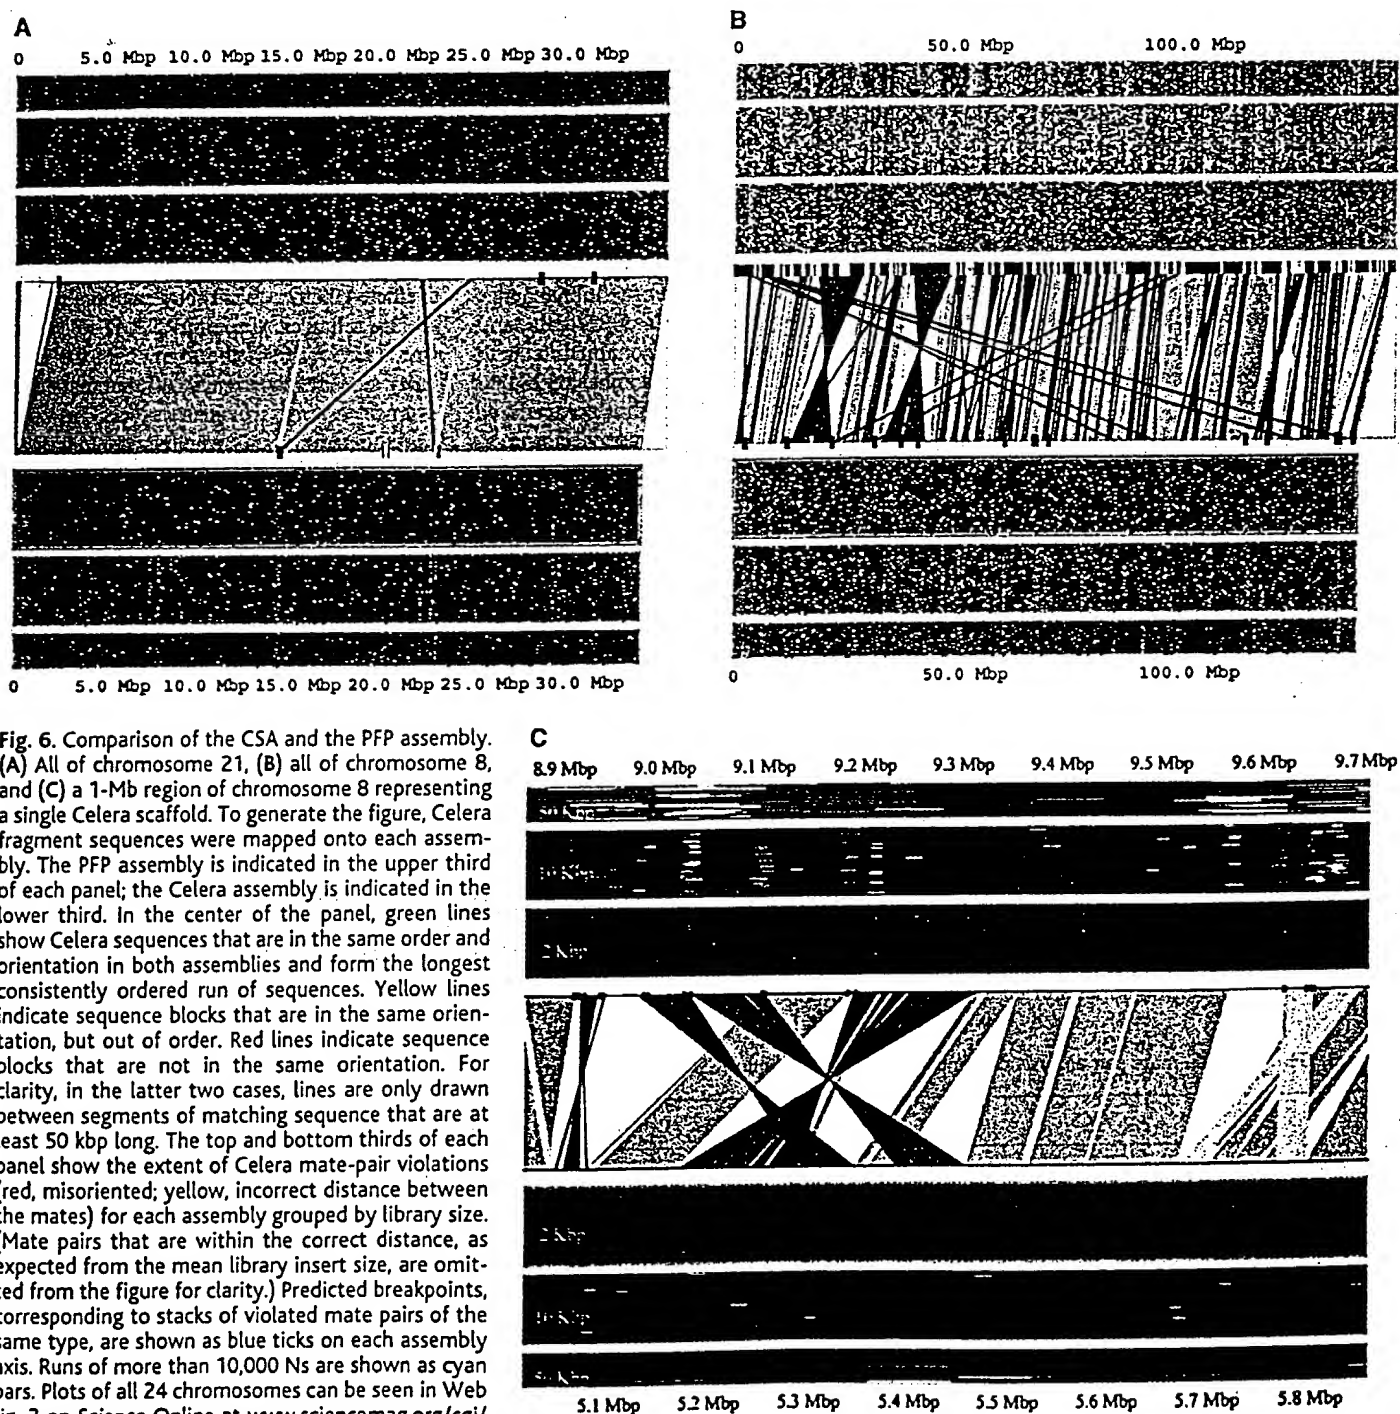 A
0 5.0 Mbp 10.0 Mbp 15.0 Mbp 20.0 Mbp 25.0 Mbp 30.0 Mbp
0 5.0 Mbp 10.0 Mbp 15.0 Mbp 20.0 Mbp 25.0 Mbp 30.0 Mbp
B
0 50.0 Mbp 100.0 Mbp
0 50.0 Mbp 100.0 Mbp
Fig. 6. Comparison of the CSA and the PFP assembly.
(A) All of chromosome 21, (B) all of chromosome 8,
and (C) a 1-Mb region of chromosome 8 representing
a single Celera scaffold. To generate the figure, Celera
fragment sequences were mapped onto each assem-
bly. The PFP assembly is indicated in the upper third
of each panel; the Celera assembly is indicated in the
lower third. In the center of the panel, green lines
show Celera sequences that are in the same order and
orientation in both assemblies and form the longest
consistently ordered run of sequences. Yellow lines
indicate sequence blocks that are in the same orien-
tation, but out of order. Red lines indicate sequence
blocks that are not in the same orientation. For
clarity, in the latter two cases, lines are only drawn
between segments of matching sequence that are at
least 50 kbp long. The top and bottom thirds of each
panel show the extent of Celera mate-pair violations
(red, misoriented; yellow, incorrect distance between
the mates) for each assembly grouped by library size.
(Mate pairs that are within the correct distance, as
expected from the mean library insert size, are omit-
ted from the figure for clarity.) Predicted breakpoints,
corresponding to stacks of violated mate pairs of the
same type, are shown as blue ticks on each assembly
axis. Runs of more than 10,000 Ns are shown as cyan
bars. Plots of all 24 chromosomes can be seen in Web
C
8.9 Mbp 9.0 Mbp 9.1 Mbp 9.2 Mbp 9.3 Mbp 9.4 Mbp 9.5 Mbp 9.6 Mbp 9.7 Mbp
50 Kbp
10 Kbp
2 Kbp
2 Kbp
10 Kbp
50 Kbp
5.1 Mbp 5.2 Mbp 5.3 Mbp 5.4 Mbp 5.5 Mbp 5.6 Mbp 5.7 Mbp 5.8 Mbp